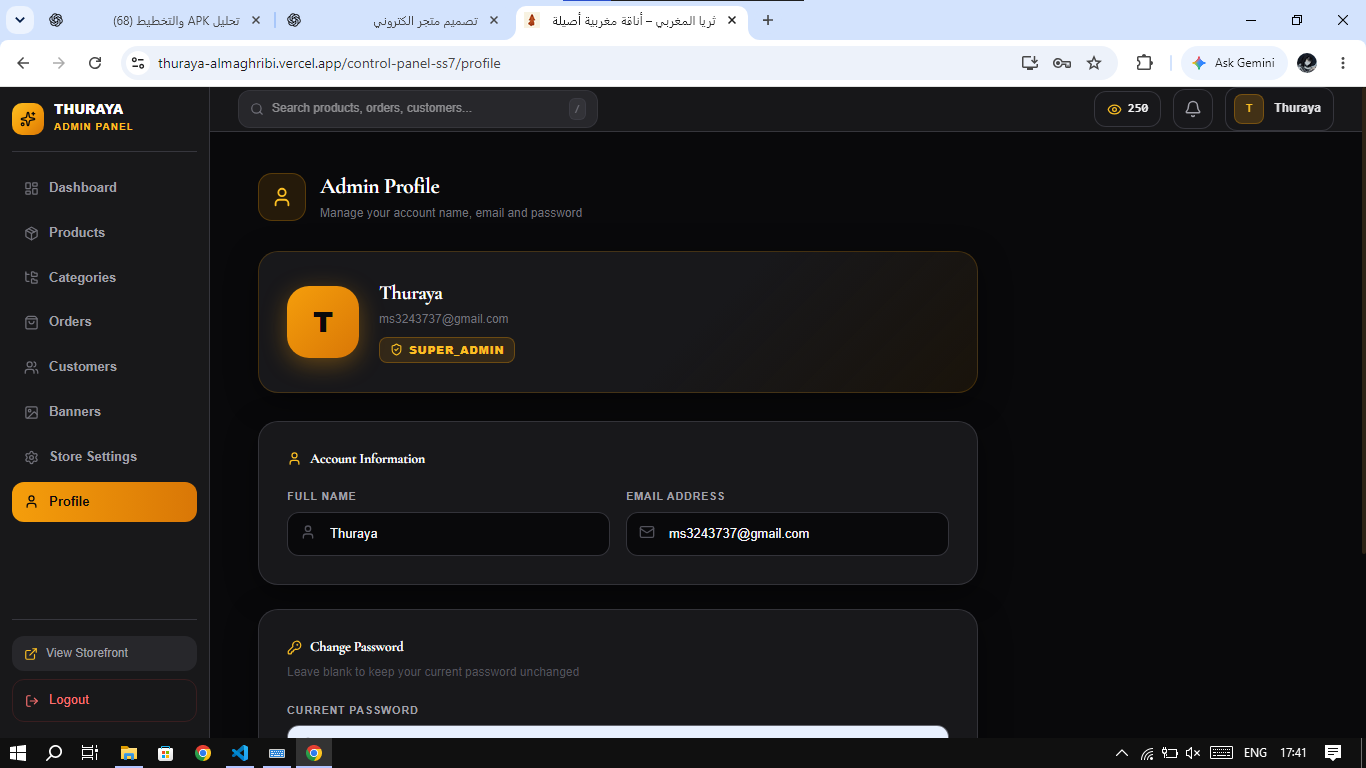 تحليل APK والتخطيط (68)
تصميم متجر الكتروني
ثريا المغربي – أناقة مغربية أصيلة
thuraya-almaghribi.vercel.app/control-panel-ss7/profile
Ask Gemini
THURAYA
ADMIN PANEL
Search products, orders, customers...
/
250
T
Thuraya
Dashboard
Products
Categories
Orders
Customers
Banners
Store Settings
Profile
View Storefront
Logout
Admin Profile
Manage your account name, email and password
T
Thuraya
ms3243737@gmail.com
SUPER_ADMIN
Account Information
FULL NAME
Thuraya
EMAIL ADDRESS
ms3243737@gmail.com
Change Password
Leave blank to keep your current password unchanged
CURRENT PASSWORD
ENG
17:41